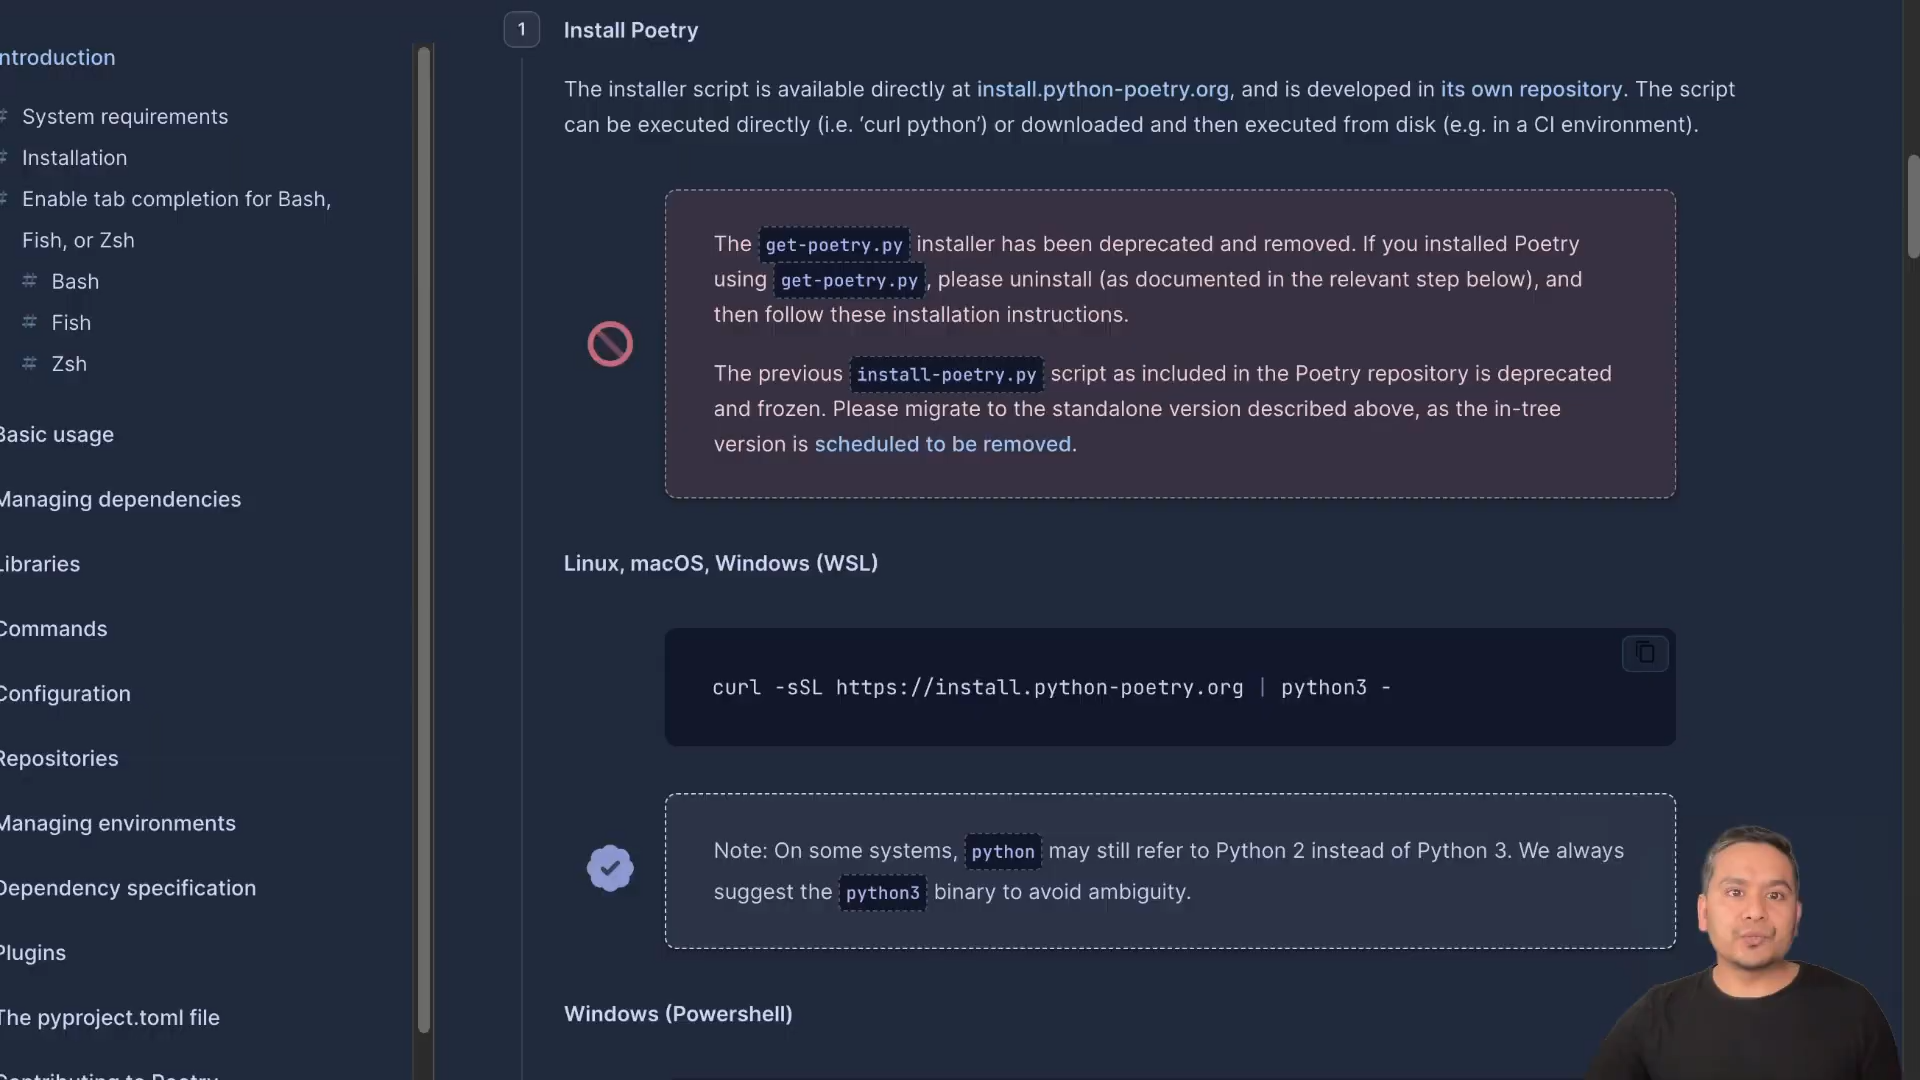 ntroduction
# System requirements
# Installation
# Enable tab completion for Bash,
Fish, or Zsh
# Bash
# Fish
# Zsh
Basic usage
Managing dependencies
Libraries
Commands
Configuration
Repositories
Managing environments
Dependency specification
Plugins
The pyproject.toml file
Contributing to Poetry
1
Install Poetry
The installer script is available directly at install.python-poetry.org, and is developed in its own repository. The script
can be executed directly (i.e. ‘curl python’) or downloaded and then executed from disk (e.g. in a CI environment).
The get-poetry.py installer has been deprecated and removed. If you installed Poetry
using get-poetry.py, please uninstall (as documented in the relevant step below), and
then follow these installation instructions.
The previous install-poetry.py script as included in the Poetry repository is deprecated
and frozen. Please migrate to the standalone version described above, as the in-tree
version is scheduled to be removed.
Linux, macOS, Windows (WSL)
curl -sSL https://install.python-poetry.org | python3 -
Note: On some systems, python may still refer to Python 2 instead of Python 3. We always
suggest the python3 binary to avoid ambiguity.
Windows (Powershell)